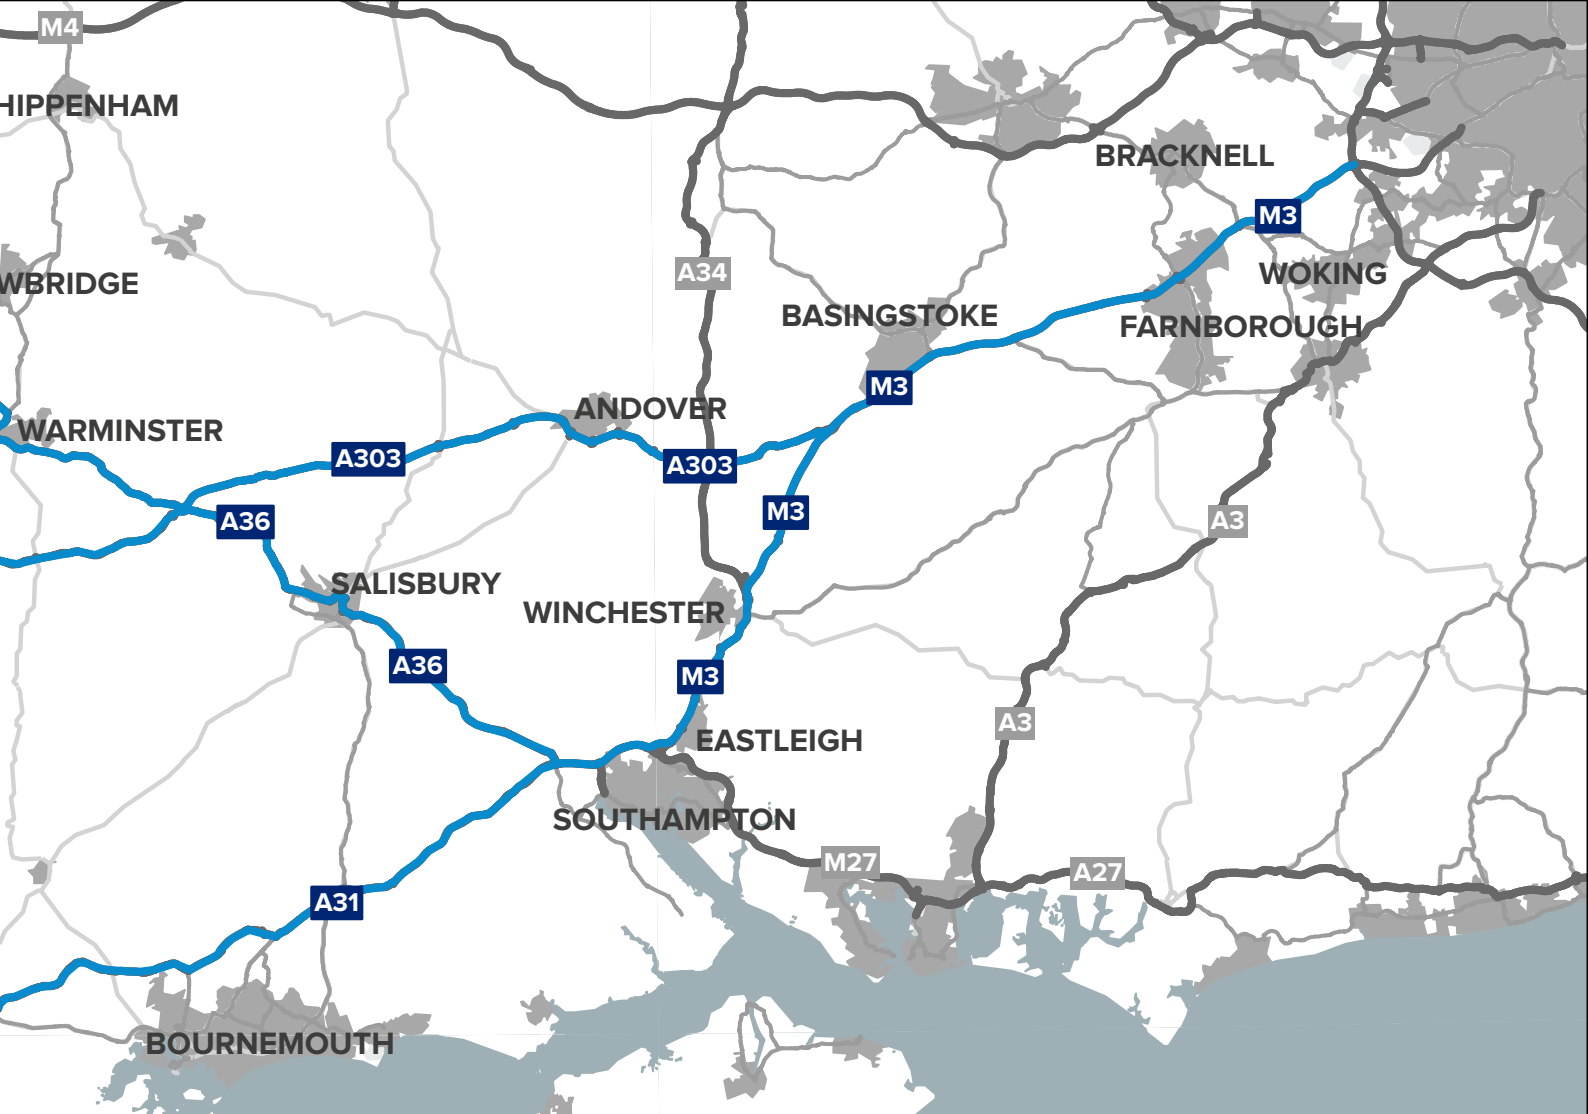 M4
HIPPENHAM
BRACKNELL
M3
A34
WOKING
WBRIDGE
BASINGSTOKE
FARNBOROUGH
M3
ANDOVER
WARMINSTER
A303
A303
M3
A36
A3
SALISBURY
WINCHESTER
A36
M3
A3
EASTLEIGH
SOUTHAMPTON
M27
A27
A31
BOURNEMOUTH